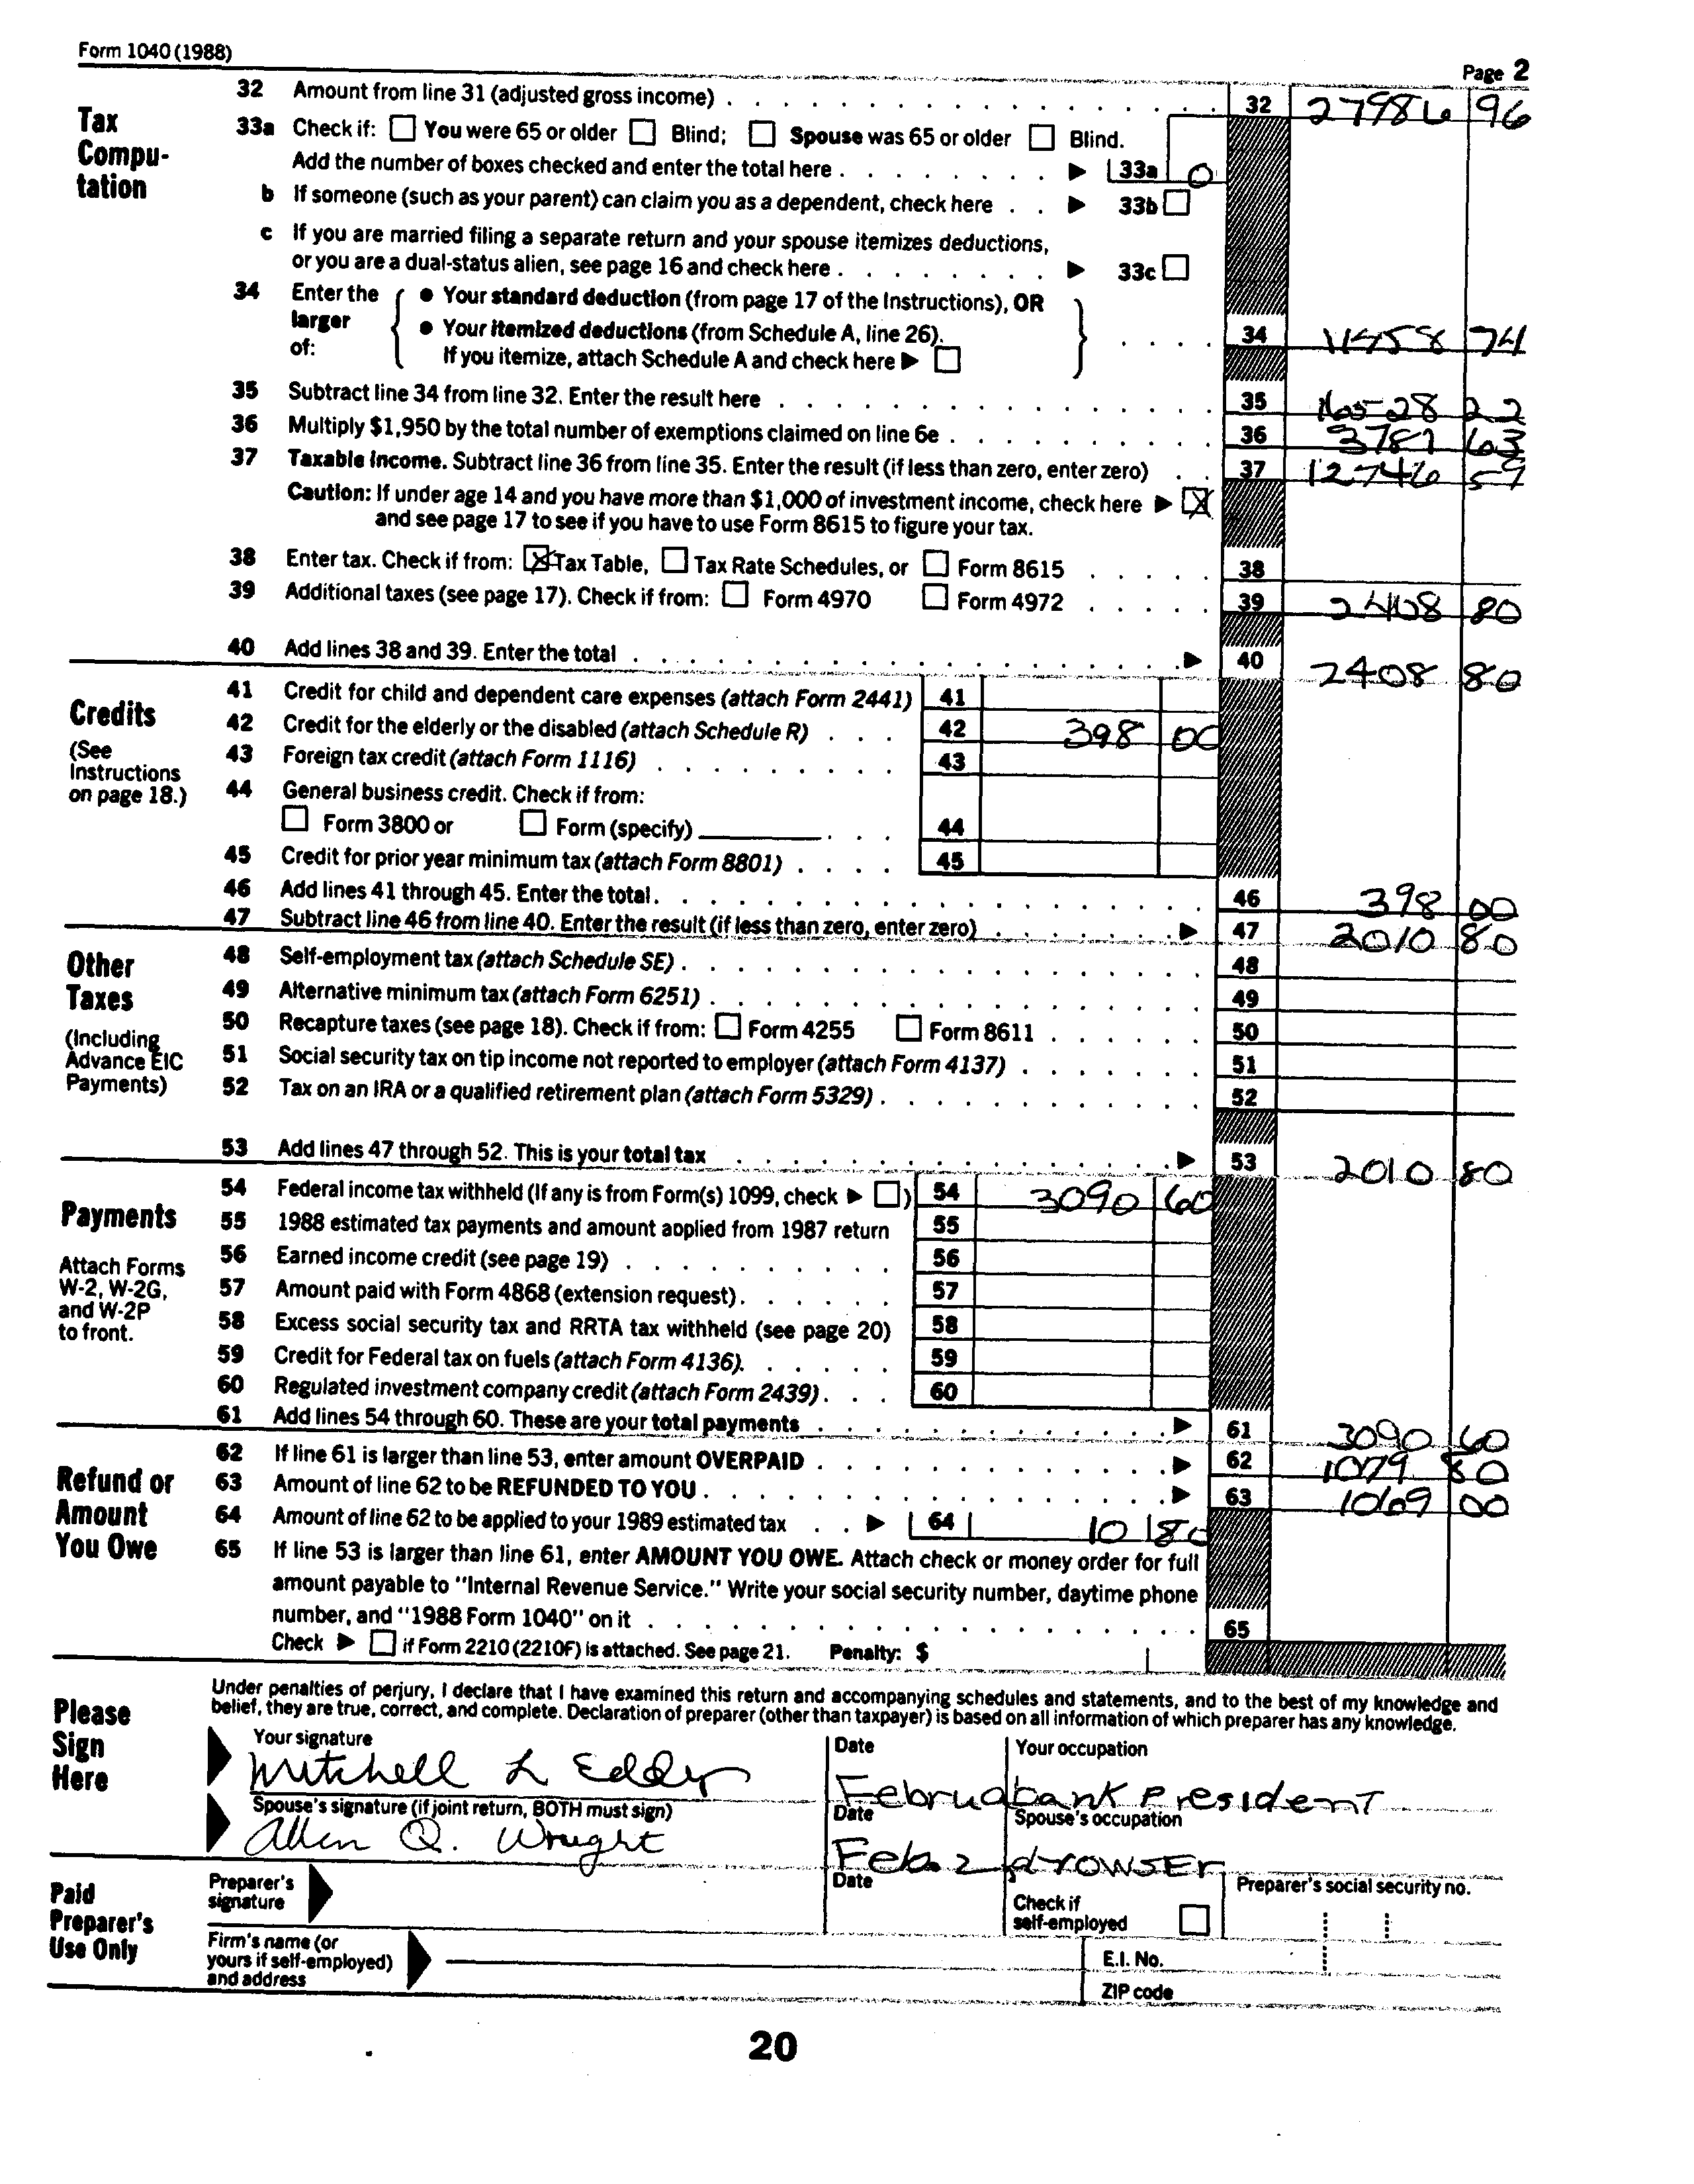 Form 1040 (1988)
Page 2
Tax Compu-tation
32 Amount from line 31 (adjusted gross income) 32 27986 96
33a Check if: You were 65 or older Blind; Spouse was 65 or older Blind.
Add the number of boxes checked and enter the total here 33a 0
b If someone (such as your parent) can claim you as a dependent, check here 33b
c If you are married filing a separate return and your spouse itemizes deductions,
or you are a dual-status alien, see page 16 and check here 33c
34 Enter the larger of: { • Your standard deduction (from page 17 of the Instructions), OR
• Your itemized deductions (from Schedule A, line 26).
If you itemize, attach Schedule A and check here } 34 11458 74
35 Subtract line 34 from line 32. Enter the result here 35 16528 22
36 Multiply $1,950 by the total number of exemptions claimed on line 6e 36 3781 63
37 Taxable income. Subtract line 36 from line 35. Enter the result (if less than zero, enter zero) 37 12746 59
Caution: If under age 14 and you have more than $1,000 of investment income, check here X
and see page 17 to see if you have to use Form 8615 to figure your tax.
38 Enter tax. Check if from: X Tax Table, Tax Rate Schedules, or Form 8615 38
39 Additional taxes (see page 17). Check if from: Form 4970 Form 4972 39 2408 80
40 Add lines 38 and 39. Enter the total 40 2408 80
Credits
(See Instructions on page 18.)
41 Credit for child and dependent care expenses (attach Form 2441) 41
42 Credit for the elderly or the disabled (attach Schedule R) 42 398 00
43 Foreign tax credit (attach Form 1116) 43
44 General business credit. Check if from:
Form 3800 or Form (specify) 44
45 Credit for prior year minimum tax (attach Form 8801) 45
46 Add lines 41 through 45. Enter the total. 46 398 00
47 Subtract line 46 from line 40. Enter the result (if less than zero, enter zero) 47 2010 80
Other Taxes
(Including Advance EIC Payments)
48 Self-employment tax (attach Schedule SE) 48
49 Alternative minimum tax (attach Form 6251) 49
50 Recapture taxes (see page 18). Check if from: Form 4255 Form 8611 50
51 Social security tax on tip income not reported to employer (attach Form 4137) 51
52 Tax on an IRA or a qualified retirement plan (attach Form 5329) 52
53 Add lines 47 through 52. This is your total tax 53 2010 80
Payments
Attach Forms W-2, W-2G, and W-2P to front.
54 Federal income tax withheld (If any is from Form(s) 1099, check ) 54 3090 60
55 1988 estimated tax payments and amount applied from 1987 return 55
56 Earned income credit (see page 19) 56
57 Amount paid with Form 4868 (extension request) 57
58 Excess social security tax and RRTA tax withheld (see page 20) 58
59 Credit for Federal tax on fuels (attach Form 4136). 59
60 Regulated investment company credit (attach Form 2439) 60
61 Add lines 54 through 60. These are your total payments 61 3090 60
Refund or Amount You Owe
62 If line 61 is larger than line 53, enter amount OVERPAID 62 1079 80
63 Amount of line 62 to be REFUNDED TO YOU 63 1069 00
64 Amount of line 62 to be applied to your 1989 estimated tax 64 10 80
65 If line 53 is larger than line 61, enter AMOUNT YOU OWE. Attach check or money order for full
amount payable to "Internal Revenue Service." Write your social security number, daytime phone
number, and "1988 Form 1040" on it 65
Check if Form 2210 (2210F) is attached. See page 21. Penalty: $
Please Sign Here
Under penalties of perjury, I declare that I have examined this return and accompanying schedules and statements, and to the best of my knowledge and
belief, they are true, correct, and complete. Declaration of preparer (other than taxpayer) is based on all information of which preparer has any knowledge.
Your signature Date Your occupation
Mitchell L Eddy Februa bank President
Spouse's signature (if joint return, BOTH must sign) Date Spouse's occupation
Allen Q. Wright Feb. 2 drowser
Paid Preparer's Use Only
Preparer's signature Date Check if self-employed Preparer's social security no.
Firm's name (or yours if self-employed) and address E.I. No.
ZIP code
20